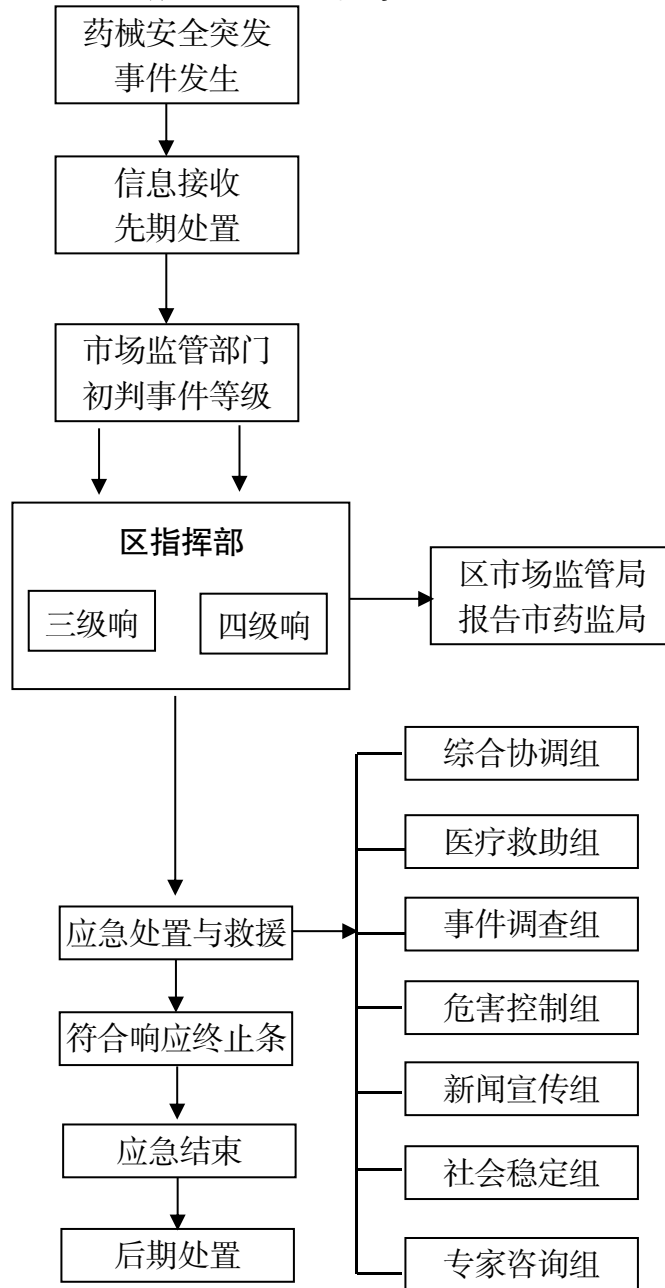 药械安全突发
事件发生
信息接收
先期处置
市场监管部门
初判事件等级
区指挥部
三级响
四级响
区市场监管局
报告市药监局
综合协调组
医疗救助组
应急处置与救援
事件调查组
符合响应终止条
危害控制组
新闻宣传组
应急结束
社会稳定组
后期处置
专家咨询组